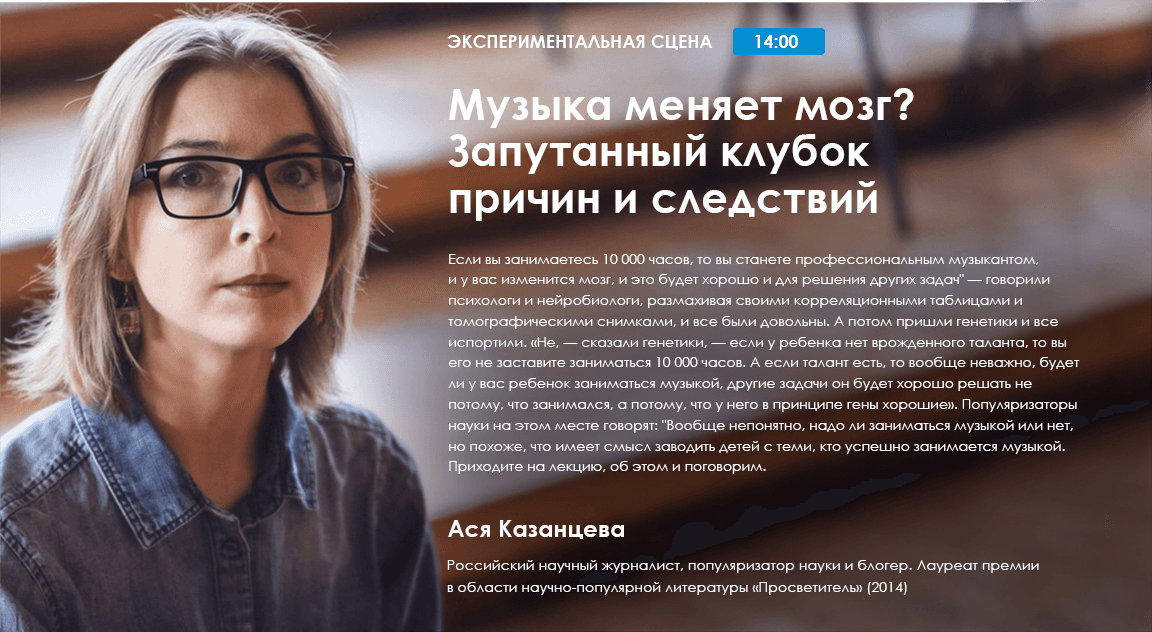 ЭКСПЕРИМЕНТАЛЬНАЯ СЦЕНА 14:00
Музыка меняет мозг?
Запутанный клубок
причин и следствий
Если вы занимаетесь 10 000 часов, то вы станете профессиональным музыкантом,
и у вас изменится мозг, и это будет хорошо и для решения других задач" — говорили
психологи и нейробиологи, размахивая своими корреляционными таблицами и
томографическими снимками, и все были довольны. А потом пришли генетики и все
испортили. «Не, — сказали генетики, — если у ребенка нет врожденного таланта, то вы
его не заставите заниматься 10 000 часов. А если талант есть, то вообще неважно, будет
ли у вас ребенок заниматься музыкой, другие задачи он будет хорошо решать не
потому, что занимался, а потому, что у него в принципе гены хорошие». Популяризаторы
науки на этом месте говорят: "Вообще непонятно, надо ли заниматься музыкой или нет,
но похоже, что имеет смысл заводить детей с теми, кто успешно занимается музыкой.
Приходите на лекцию, об этом и поговорим.
Ася Казанцева
Российский научный журналист, популяризатор науки и блогер. Лауреат премии
в области научно-популярной литературы «Просветитель» (2014)